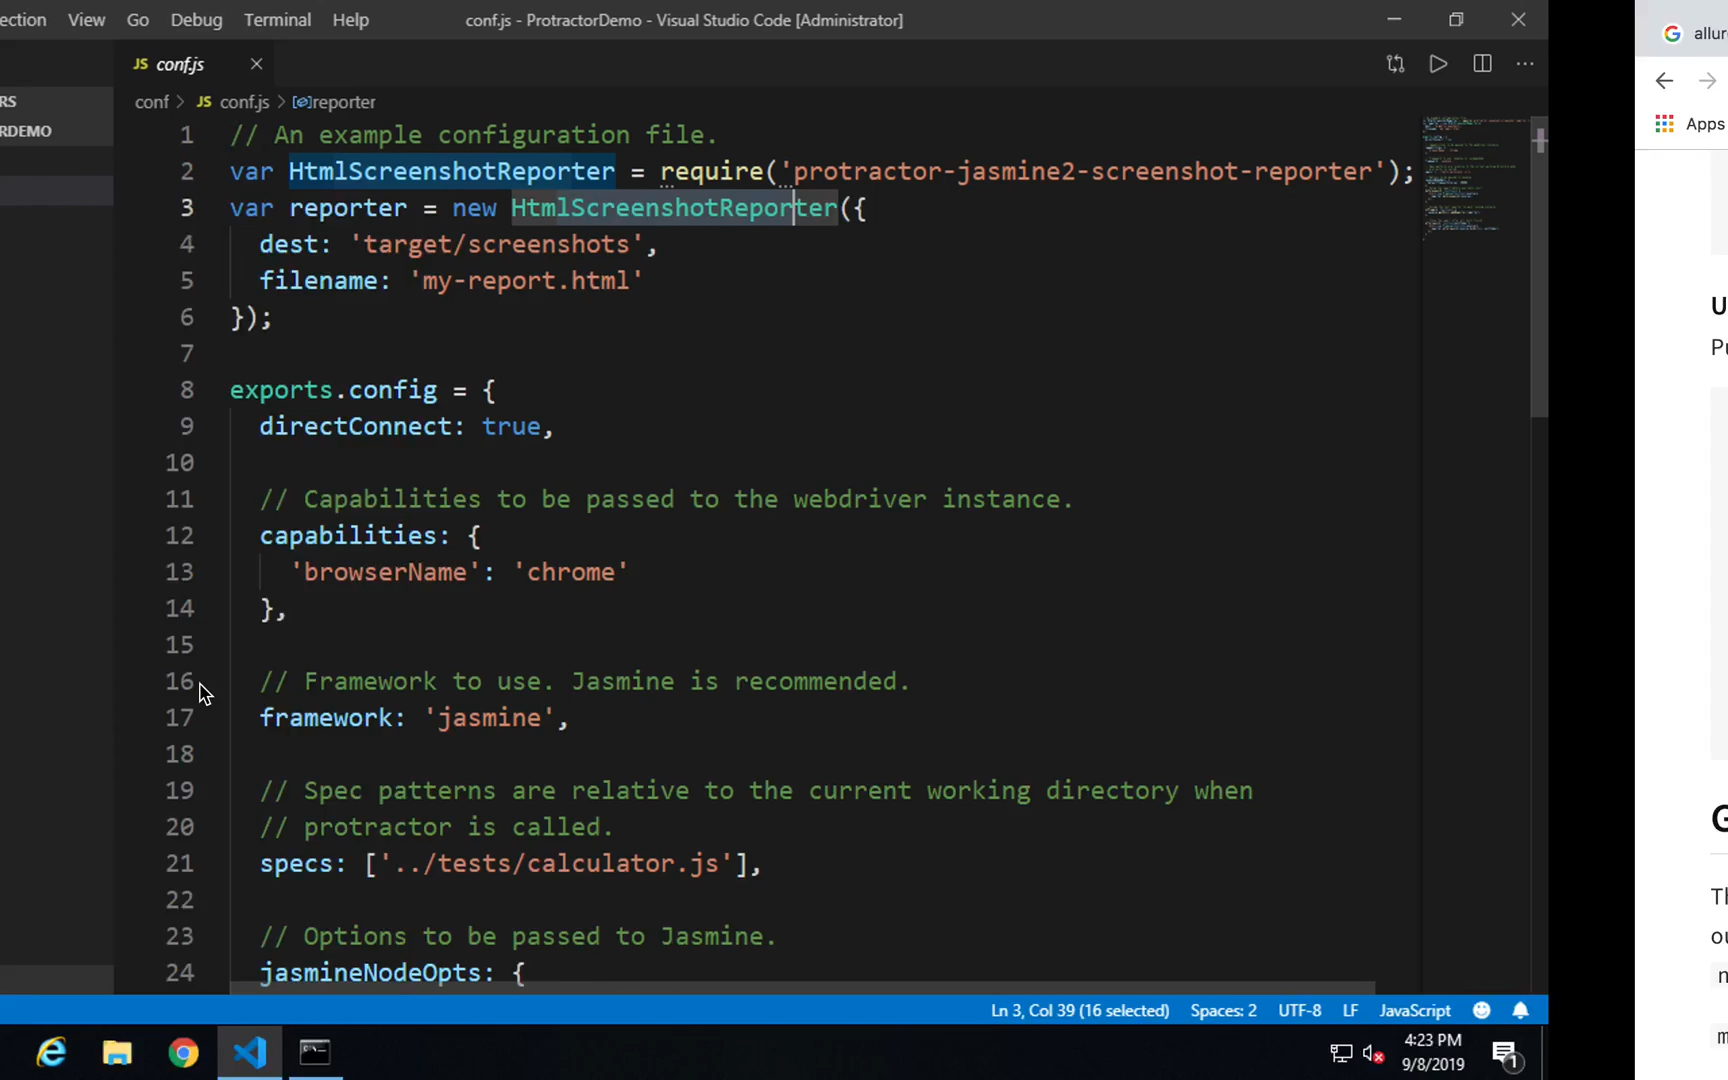 ection View Go Debug Terminal Help conf.js - ProtractorDemo - Visual Studio Code [Administrator]
JS conf.js
RS
RDEMO
conf > JS conf.js > reporter
1 // An example configuration file.
2 var HtmlScreenshotReporter = require('protractor-jasmine2-screenshot-reporter');
3 var reporter = new HtmlScreenshotReporter({
4 dest: 'target/screenshots',
5 filename: 'my-report.html'
6 });
7
8 exports.config = {
9 directConnect: true,
10
11 // Capabilities to be passed to the webdriver instance.
12 capabilities: {
13 'browserName': 'chrome'
14 },
15
16 // Framework to use. Jasmine is recommended.
17 framework: 'jasmine',
18
19 // Spec patterns are relative to the current working directory when
20 // protractor is called.
21 specs: ['../tests/calculator.js'],
22
23 // Options to be passed to Jasmine.
24 jasmineNodeOpts: {
Ln 3, Col 39 (16 selected) Spaces: 2 UTF-8 LF JavaScript
4:23 PM
9/8/2019
1
allur
Apps
U
Pu
G
Th
ou
n
m